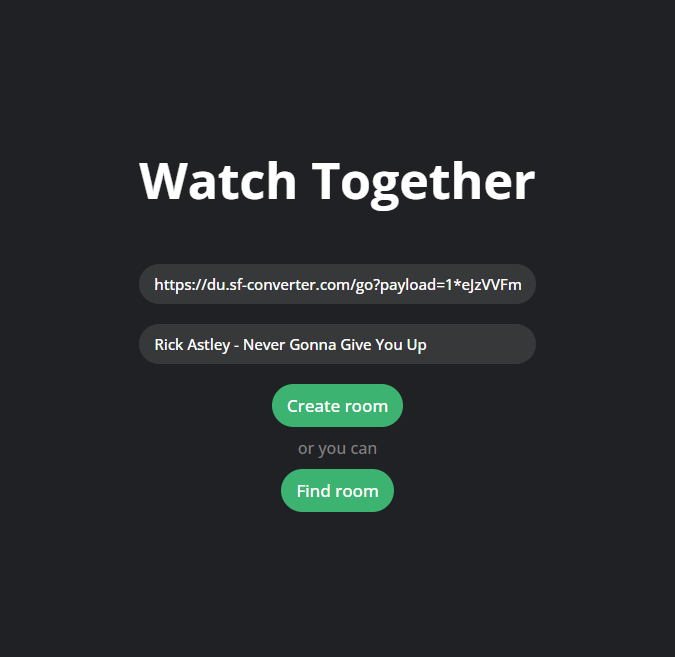 Watch Together
https://du.sf-converter.com/go?payload=1*eJzVVFm
Rick Astley - Never Gonna Give You Up
Create room
or you can
Find room